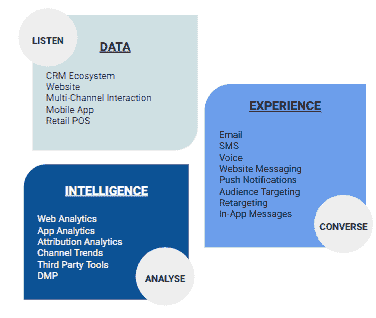 LISTEN
DATA
CRM Ecosystem
Website
Multi-Channel Interaction
Mobile App
Retail POS
EXPERIENCE
Email
SMS
Voice
Website Messaging
Push Notifications
Audience Targeting
Retargeting
In-App Messages
CONVERSE
INTELLIGENCE
Web Analytics
App Analytics
Attribution Analytics
Channel Trends
Third Party Tools
DMP
ANALYSE